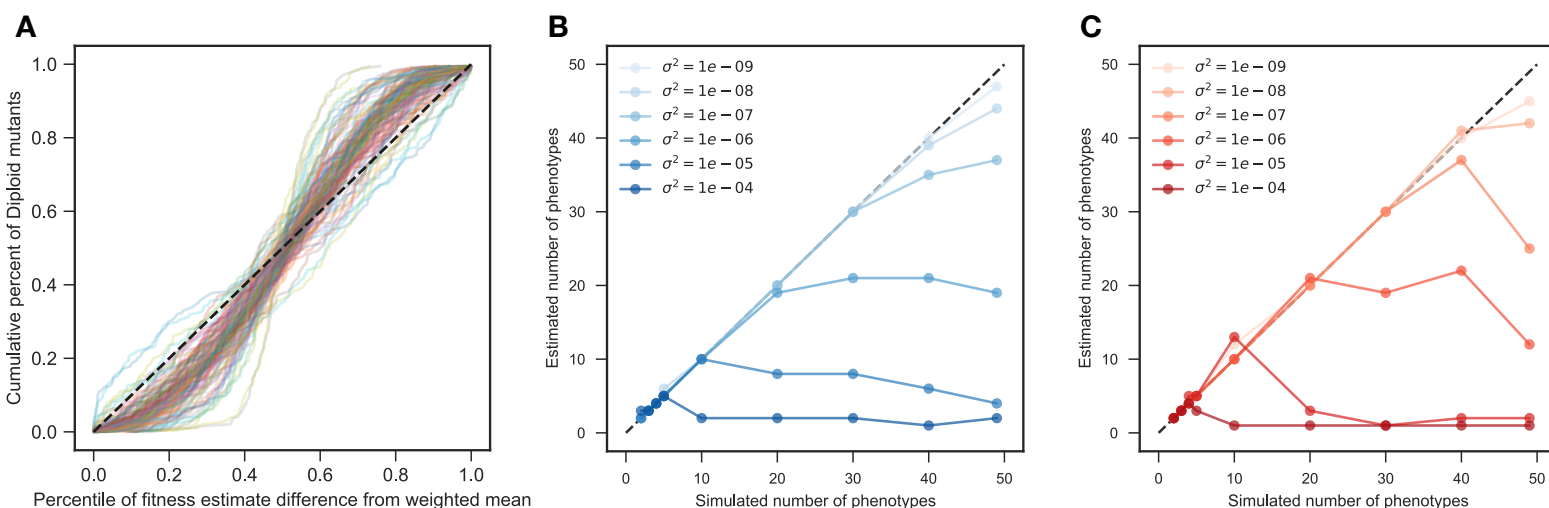 A
Cumulative percent of Diploid mutants
1.0
0.8
0.6
0.4
0.2
0.0
0.0 0.2 0.4 0.6 0.8 1.0
Percentile of fitness estimate difference from weighted mean
B
Estimated number of phenotypes
50
40
30
20
10
0
σ² = 1e − 09
σ² = 1e − 08
σ² = 1e − 07
σ² = 1e − 06
σ² = 1e − 05
σ² = 1e − 04
0 10 20 30 40 50
Simulated number of phenotypes
C
Estimated number of phenotypes
50
40
30
20
10
0
σ² = 1e − 09
σ² = 1e − 08
σ² = 1e − 07
σ² = 1e − 06
σ² = 1e − 05
σ² = 1e − 04
0 10 20 30 40 50
Simulated number of phenotypes